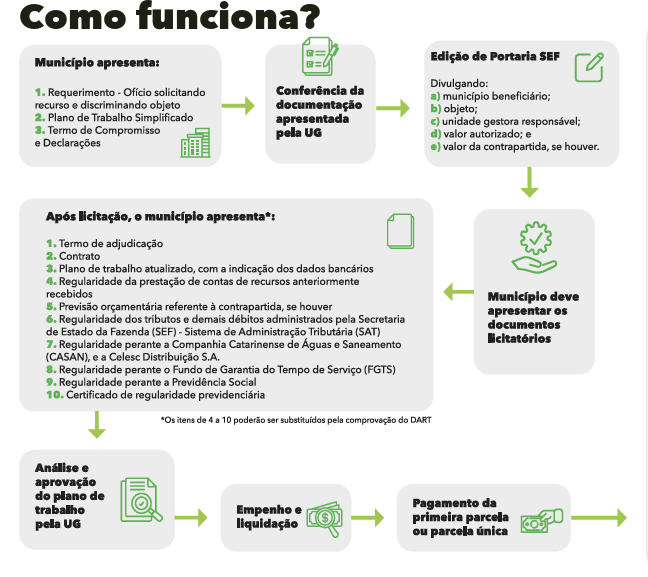 Como funciona?
Município apresenta:
1. Requerimento - Ofício solicitando
recurso e discriminando objeto
2. Plano de Trabalho Simplificado
3. Termo de Compromisso
e Declarações
Conferência da
documentação
apresentada
pela UG
Edição de Portaria SEF
Divulgando:
a) município beneficiário;
b) objeto;
c) unidade gestora responsável;
d) valor autorizado; e
e) valor da contrapartida, se houver.
Município deve
apresentar os
documentos
licitatórios
Após licitação, o município apresenta*:
1. Termo de adjudicação
2. Contrato
3. Plano de trabalho atualizado, com a indicação dos dados bancários
4. Regularidade da prestação de contas de recursos anteriormente
recebidos
5. Previsão orçamentária referente à contrapartida, se houver
6. Regularidade dos tributos e demais débitos administrados pela Secretaria
de Estado da Fazenda (SEF) - Sistema de Administração Tributária (SAT)
7. Regularidade perante a Companhia Catarinense de Águas e Saneamento
(CASAN), e a Celesc Distribuição S.A.
8. Regularidade perante o Fundo de Garantia do Tempo de Serviço (FGTS)
9. Regularidade perante a Previdência Social
10. Certificado de regularidade previdenciária
*Os itens de 4 a 10 poderão ser substituídos pela comprovação do DART
Análise e
aprovação
do plano de
trabalho
pela UG
Empenho e
liquidação
Pagamento da
primeira parcela
ou parcela única